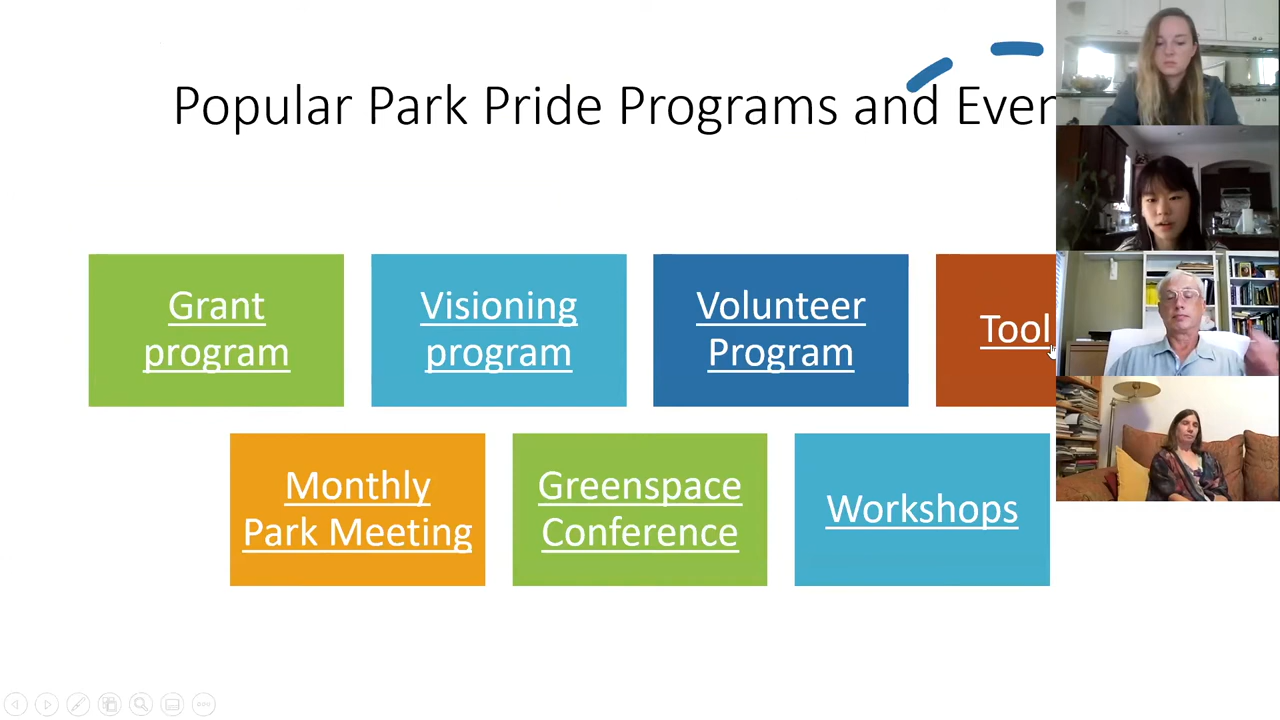 Popular Park Pride Programs and Even
Grant
program
Visioning
program
Volunteer
Program
Tool
Monthly
Park Meeting
Greenspace
Conference
Workshops